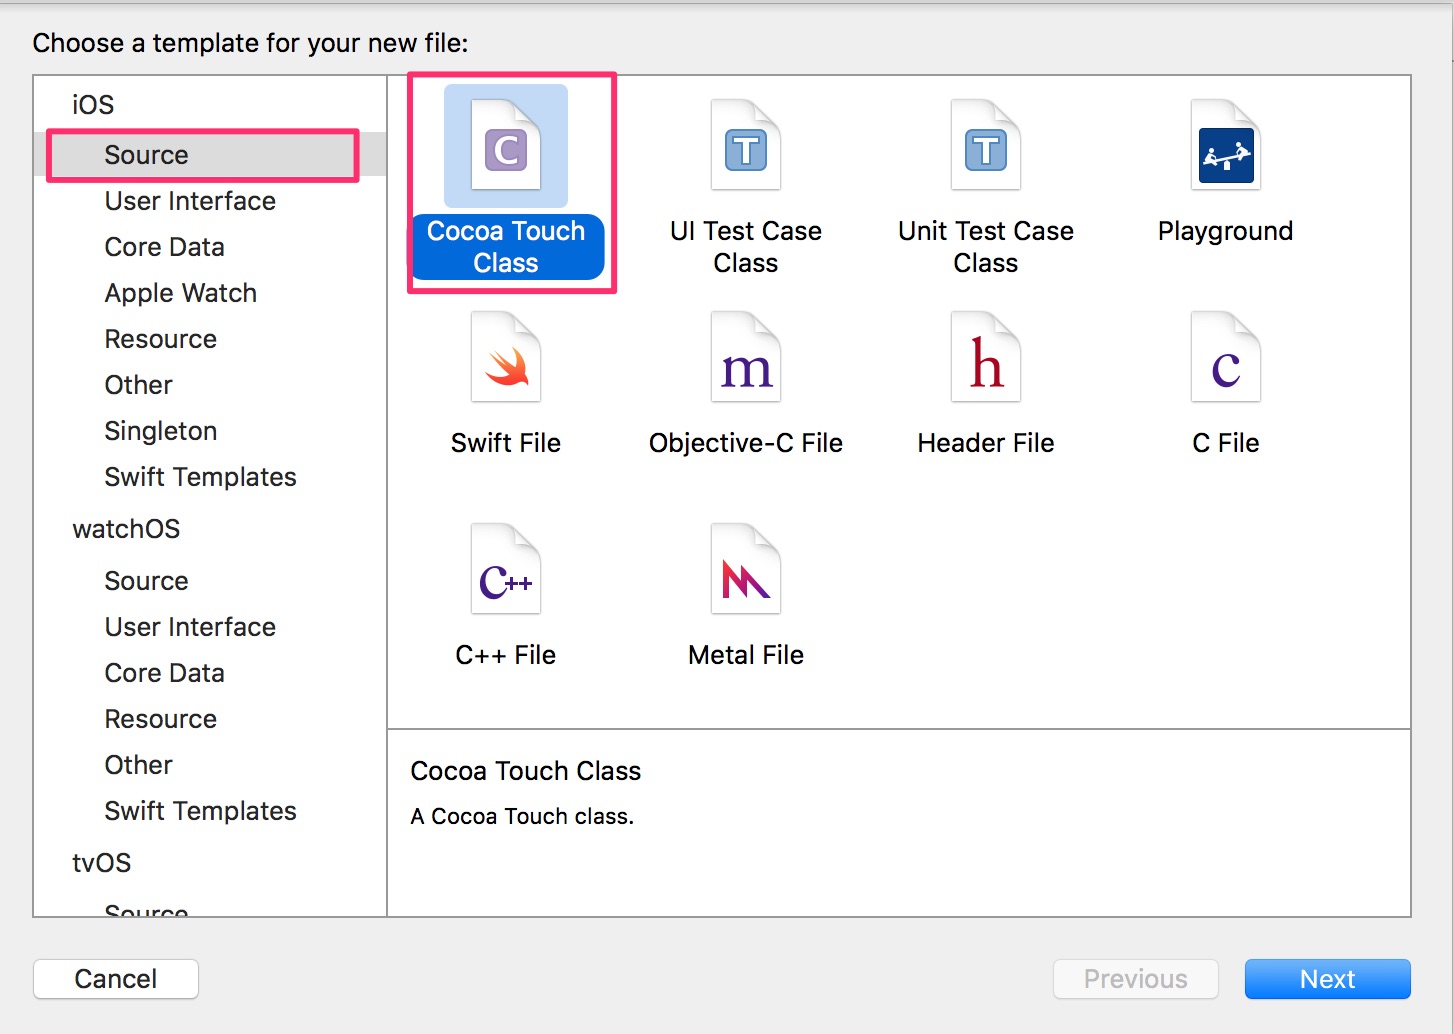 Choose a template for your new file:
iOS
Source
User Interface
Core Data
Apple Watch
Resource
Other
Singleton
Swift Templates
watchOS
Source
User Interface
Core Data
Resource
Other
Swift Templates
tvOS
Source
C
Cocoa Touch
Class
T
UI Test Case
Class
T
Unit Test Case
Class
Playground
Swift File
m
Objective-C File
h
Header File
c
C File
C++
C++ File
Metal File
Cocoa Touch Class
A Cocoa Touch class.
Cancel
Previous
Next